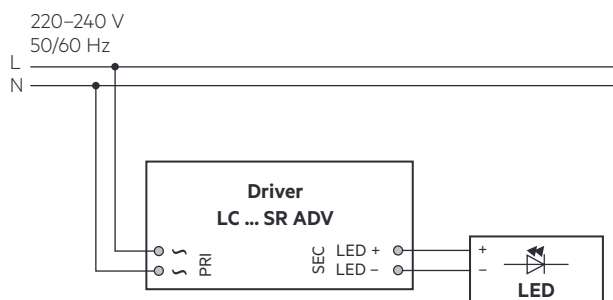 220–240 V
50/60 Hz
L
N
Driver
LC ... SR ADV
~
~
PRI
SEC
LED +
LED –
+
–
LED